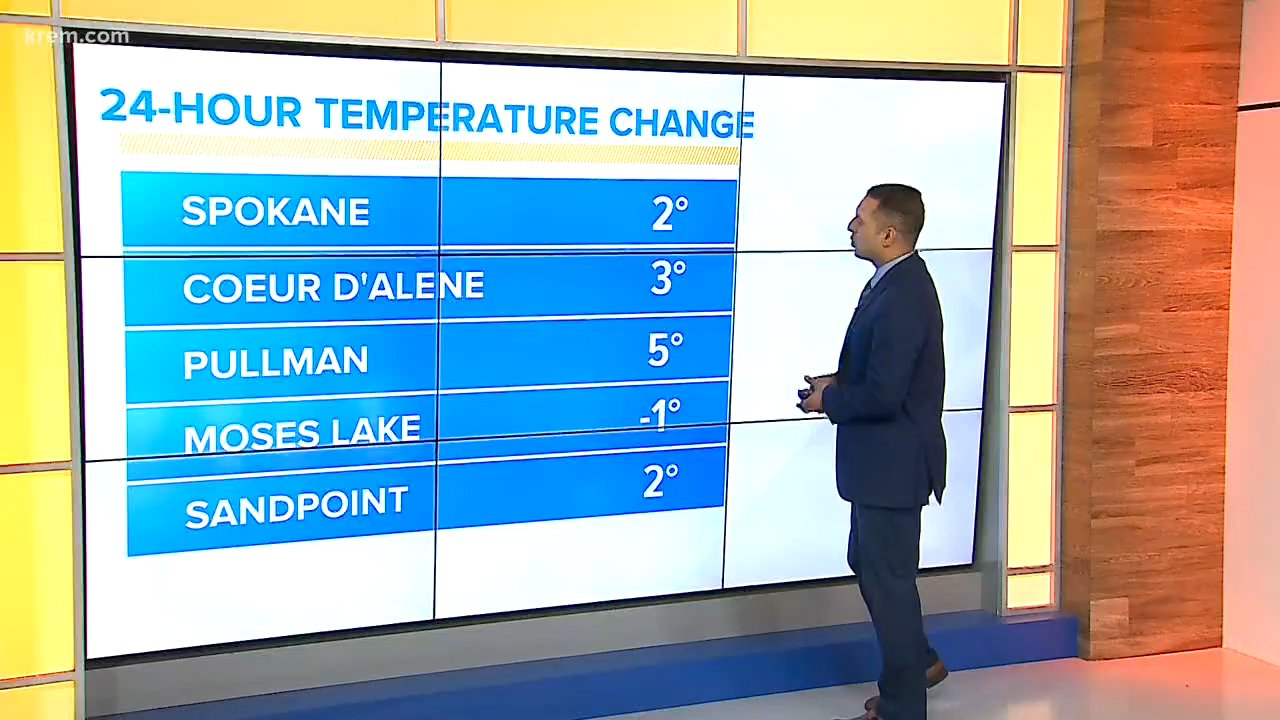 krem.com
24-HOUR TEMPERATURE CHANGE
SPOKANE 2°
COEUR D'ALENE 3°
PULLMAN 5°
MOSES LAKE -1°
SANDPOINT 2°